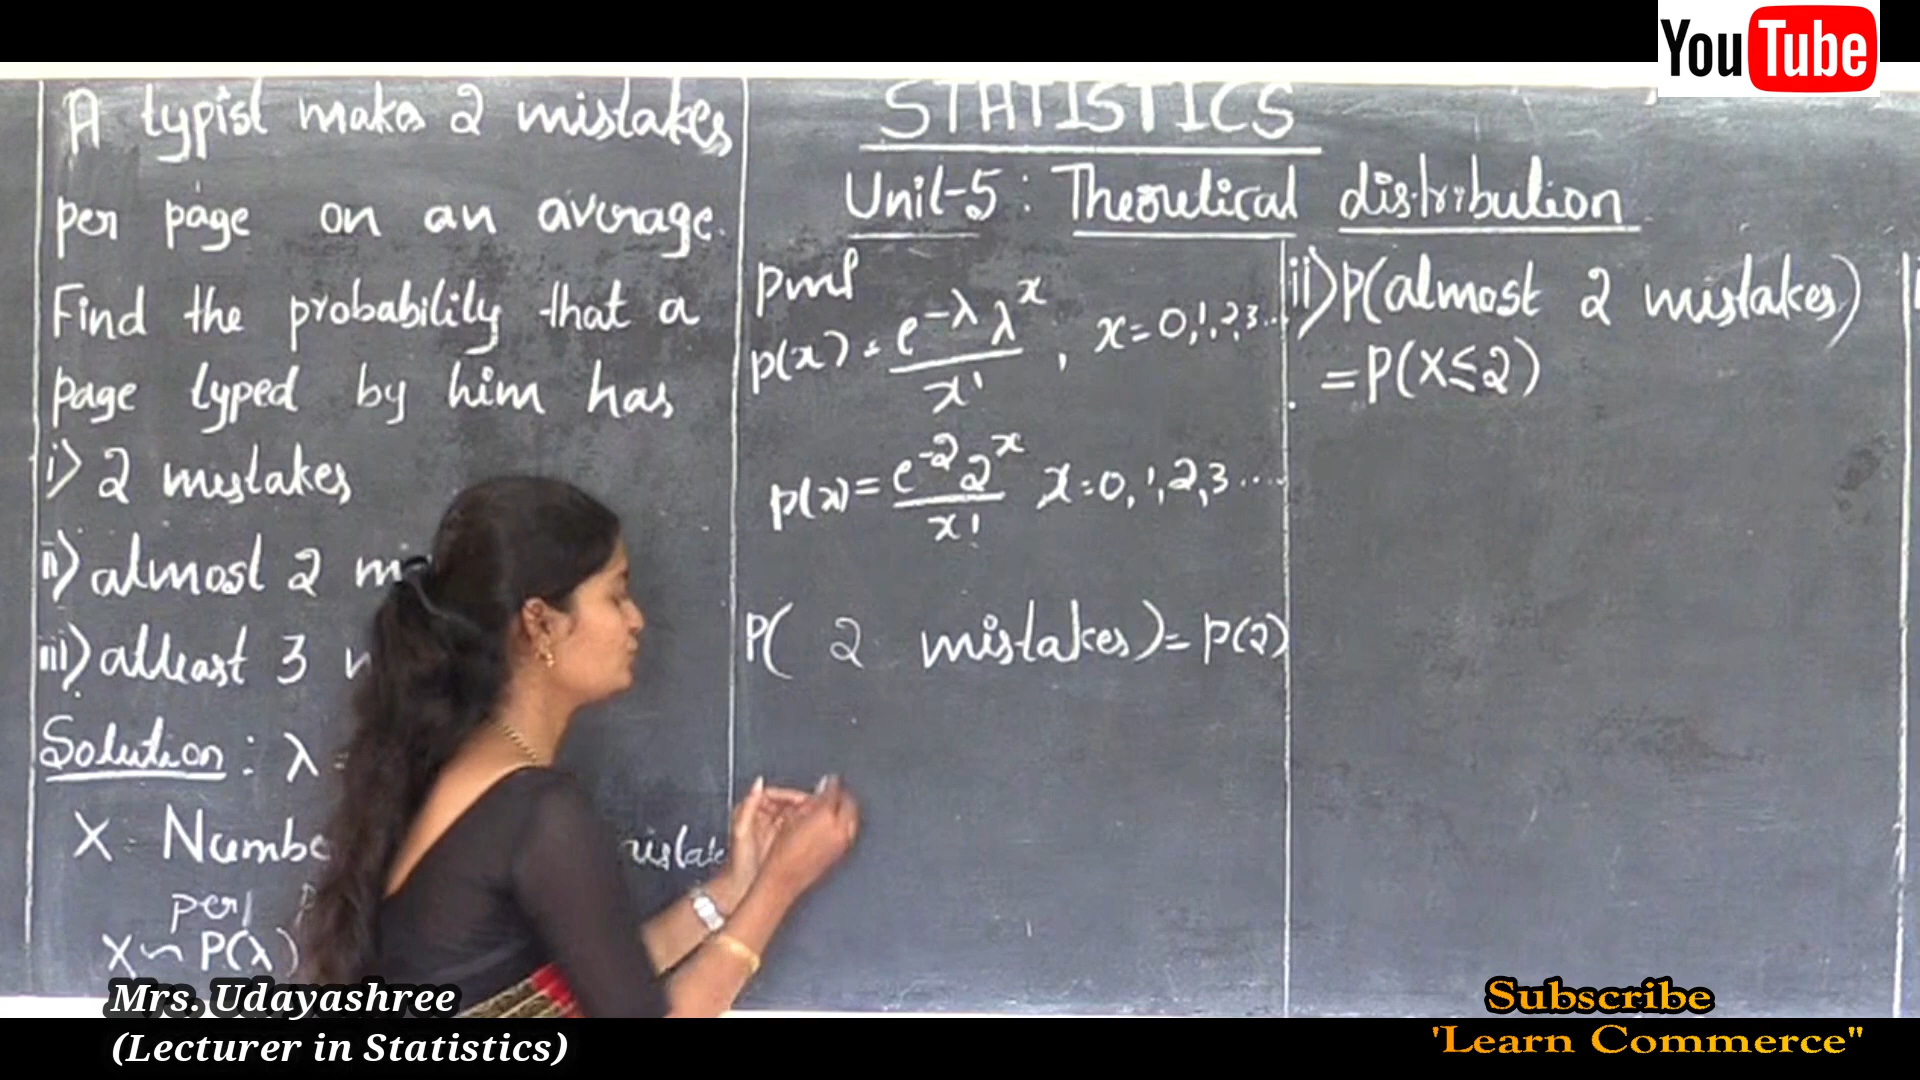 YouTube
A typist makes 2 mistakes
per page on an average.
Find the probability that a
page typed by him has
i) 2 mistakes
ii) almost 2
iii) atleast 3
Solution : λ
X
per
X ~ P(λ)
STATISTICS
Unit-5 : Theoretical distribution
pmf
p(x) = e^-λ λ^x / x! , x = 0, 1, 2, 3...
p(x) = e^-2 2^x / x! x = 0, 1, 2, 3....
P( 2 mistakes) = p(2)
ii) P(almost 2 mistakes)
= P(X ≤ 2)
Mrs. Udayashree
(Lecturer in Statistics)
Subscribe
'Learn Commerce"